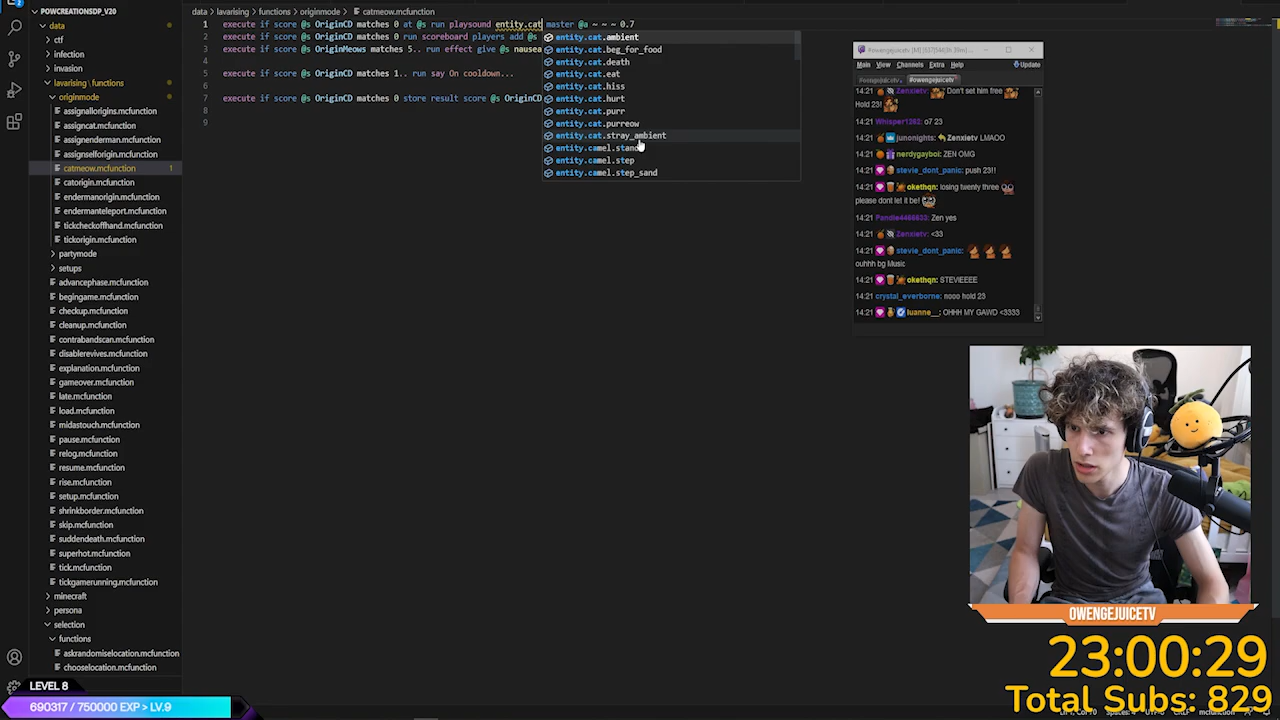 POWCREATIONSDP_V20
data
ctf
infection
invasion
lavarising \ functions
originmode
assignallorigins.mcfunction
assigncat.mcfunction
assignenderman.mcfunction
assignselforigin.mcfunction
catmeow.mcfunction 1
catorigin.mcfunction
endermanorigin.mcfunction
endermanteleport.mcfunction
tickcheckoffhand.mcfunction
tickorigin.mcfunction
partymode
setups
advancephase.mcfunction
begingame.mcfunction
checkup.mcfunction
cleanup.mcfunction
contrabandscan.mcfunction
disablerevives.mcfunction
explanation.mcfunction
gameover.mcfunction
late.mcfunction
load.mcfunction
midastouch.mcfunction
pause.mcfunction
relog.mcfunction
resume.mcfunction
rise.mcfunction
setup.mcfunction
shrinkborder.mcfunction
skip.mcfunction
suddendeath.mcfunction
superhot.mcfunction
tick.mcfunction
tickgamerunning.mcfunction
minecraft
persona
selection
functions
askrandomiselocation.mcfunction
chooselocation.mcfunction
data > lavarising > functions > originmode > catmeow.mcfunction
1 execute if score @s OriginCD matches 0 at @s run playsound entity.cat master @a ~ ~ ~ 0.7
2 execute if score @s OriginCD matches 0 run scoreboard players add @s
3 execute if score @s OriginMeows matches 5.. run effect give @s nausea
4
5 execute if score @s OriginCD matches 1.. run say On cooldown...
6
7 execute if score @s OriginCD matches 0 store result score @s OriginCD
8
9
entity.cat.ambient
entity.cat.beg_for_food
entity.cat.death
entity.cat.eat
entity.cat.hiss
entity.cat.hurt
entity.cat.purr
entity.cat.purreow
entity.cat.stray_ambient
entity.camel.stand
entity.camel.step
entity.camel.step_sand
Main View Channels Extra Help Update
#owengejuicetv
14:21 Zenxietv: Don't set him free
Hold 23!
14:21 Whisper1262: o7 23
14:21 junonights: Zenxietv LMAOO
14:21 nerdygayboi: ZEN OMG
14:21 stevie_dont_panic: push 23!!
14:21 okethqn: losing twenty three
please dont let it be!
14:21 Pandie4466633: Zen yes
14:21 Zenxietv: <33
14:21 stevie_dont_panic:
ouhhh bg Music
14:21 okethqn: STEVIEEEE
14:21 crystal_everborne: nooo hold 23
14:21 luanne__: OHHH MY GAWD <3333
OWENGEJUICETV
23:00:29
Total Subs: 829
LEVEL 8
690317 / 750000 EXP > LV.9